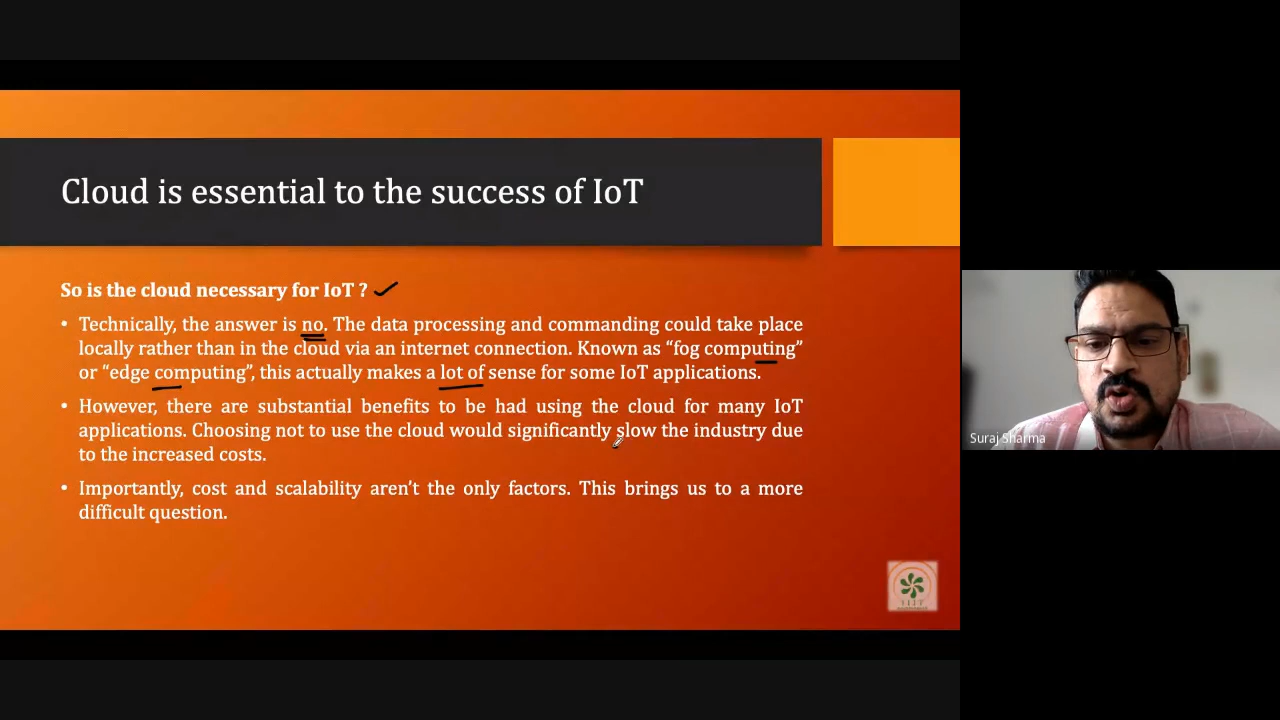 Cloud is essential to the success of IoT
So is the cloud necessary for IoT ?
• Technically, the answer is no. The data processing and commanding could take place
locally rather than in the cloud via an internet connection. Known as “fog computing”
or “edge computing”, this actually makes a lot of sense for some IoT applications.
• However, there are substantial benefits to be had using the cloud for many IoT
applications. Choosing not to use the cloud would significantly slow the industry due
to the increased costs.
• Importantly, cost and scalability aren’t the only factors. This brings us to a more
difficult question.
Suraj Sharma